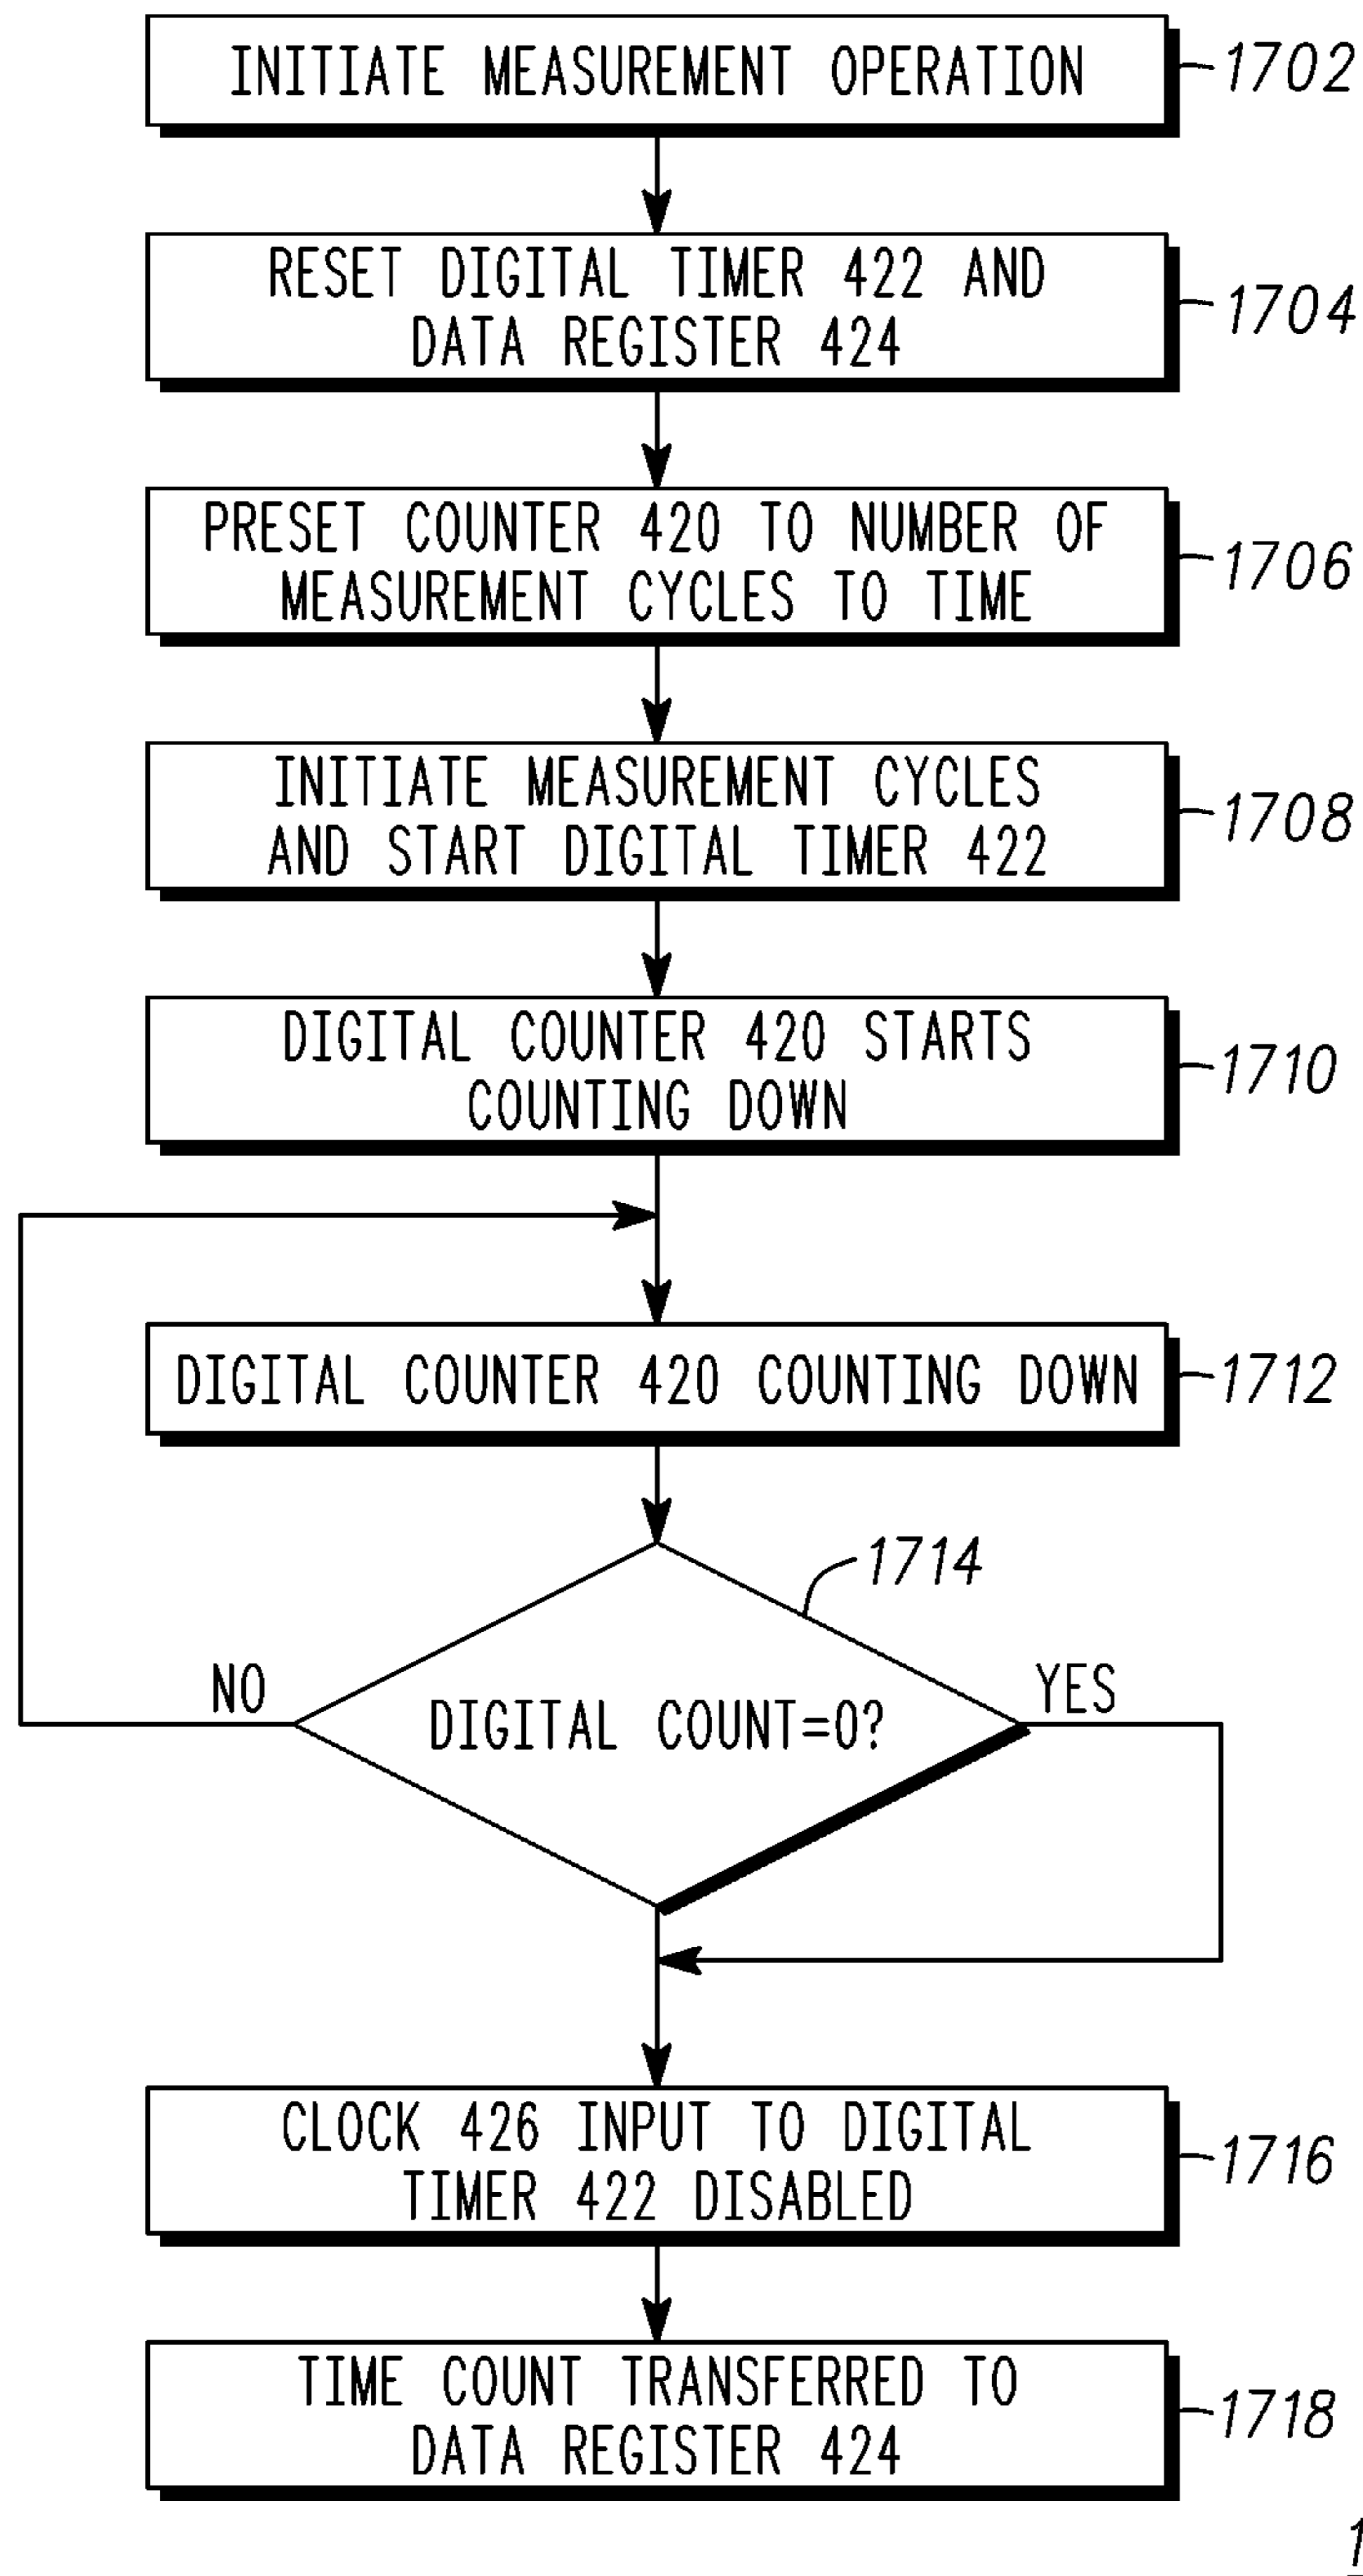 INITIATE MEASUREMENT OPERATION
1702
RESET DIGITAL TIMER 422 AND
DATA REGISTER 424
1704
PRESET COUNTER 420 TO NUMBER OF
MEASUREMENT CYCLES TO TIME
1706
INITIATE MEASUREMENT CYCLES
AND START DIGITAL TIMER 422
1708
DIGITAL COUNTER 420 STARTS
COUNTING DOWN
1710
DIGITAL COUNTER 420 COUNTING DOWN
1712
1714
NO
DIGITAL COUNT=0?
YES
CLOCK 426 INPUT TO DIGITAL
TIMER 422 DISABLED
1716
TIME COUNT TRANSFERRED TO
DATA REGISTER 424
1718